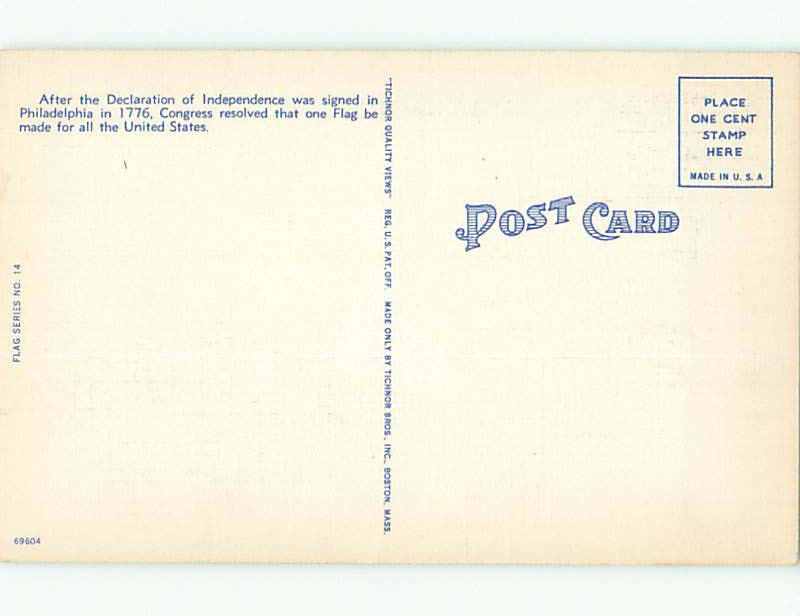 After the Declaration of Independence was signed in
Philadelphia in 1776, Congress resolved that one Flag be
made for all the United States.
FLAG SERIES NO. 14
69604
"TICHNOR QUALITY VIEWS" REG. U. S. PAT. OFF. MADE ONLY BY TICHNOR BROS., INC., BOSTON, MASS.
POST CARD
PLACE
ONE CENT
STAMP
HERE
MADE IN U. S. A